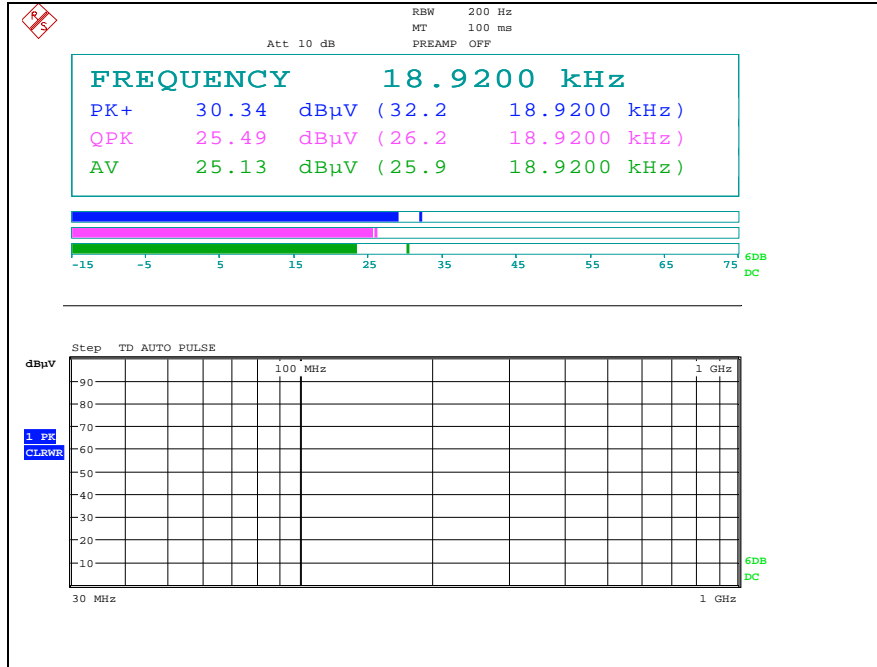 R S
RBW 200 Hz
MT 100 ms
Att 10 dB PREAMP OFF
FREQUENCY 18.9200 kHz
PK+ 30.34 dBµV (32.2 18.9200 kHz)
QPK 25.49 dBµV (26.2 18.9200 kHz)
AV 25.13 dBµV (25.9 18.9200 kHz)
-15 -5 5 15 25 35 45 55 65 75
6DB
DC
Step TD AUTO PULSE
dBµV
100 MHz 1 GHz
90
80
70
1 PK
CLRWR
60
50
40
30
20
10
6DB
DC
30 MHz 1 GHz